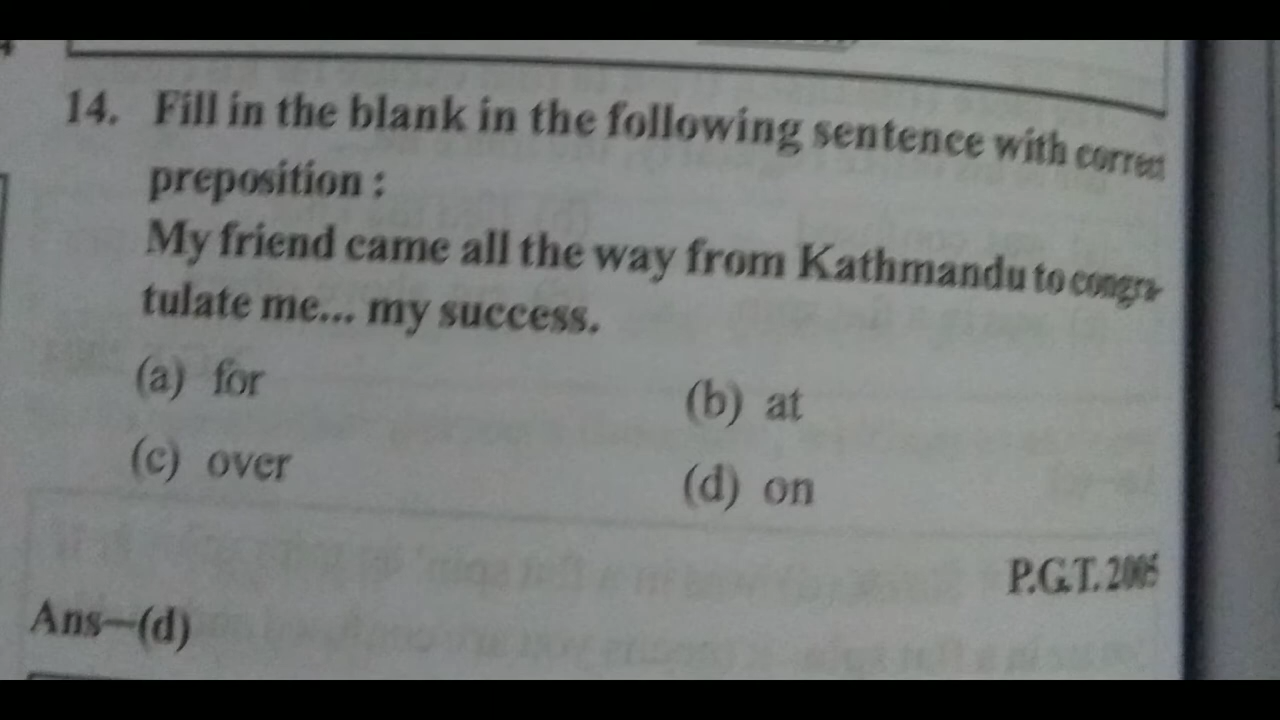 14. Fill in the blank in the following sentence with correct
preposition :
My friend came all the way from Kathmandu to congra-
tulate me... my success.
(a) for (b) at
(c) over (d) on
P.G.T. 2005
Ans-(d)